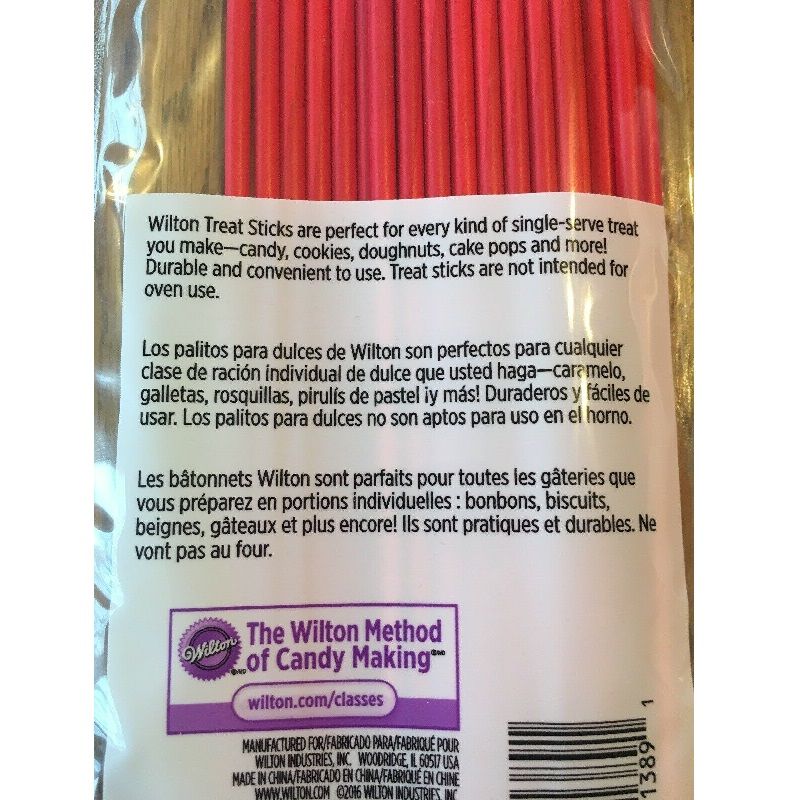 Wilton Treat Sticks are perfect for every kind of single-serve treat
you make—candy, cookies, doughnuts, cake pops and more!
Durable and convenient to use. Treat sticks are not intended for
oven use.
Los palitos para dulces de Wilton son perfectos para cualquier
clase de ración individual de dulce que usted haga—caramelo,
galletas, rosquillas, pirulís de pastel ¡y más! Duraderos y fáciles de
usar. Los palitos para dulces no son aptos para uso en el horno.
Les bâtonnets Wilton sont parfaits pour toutes les gâteries que
vous préparez en portions individuelles : bonbons, biscuits,
beignes, gâteaux et plus encore! Ils sont pratiques et durables. Ne
vont pas au four.
Wilton
The Wilton Method
of Candy Making
wilton.com/classes
MANUFACTURED FOR/FABRICADO PARA/FABRIQUÉ POUR
WILTON INDUSTRIES, INC. WOODRIDGE, IL 60517 USA
MADE IN CHINA/FABRICADO EN CHINA/FABRIQUÉ EN CHINE
WWW.WILTON.COM ©2016 WILTON INDUSTRIES, INC.
1389 1